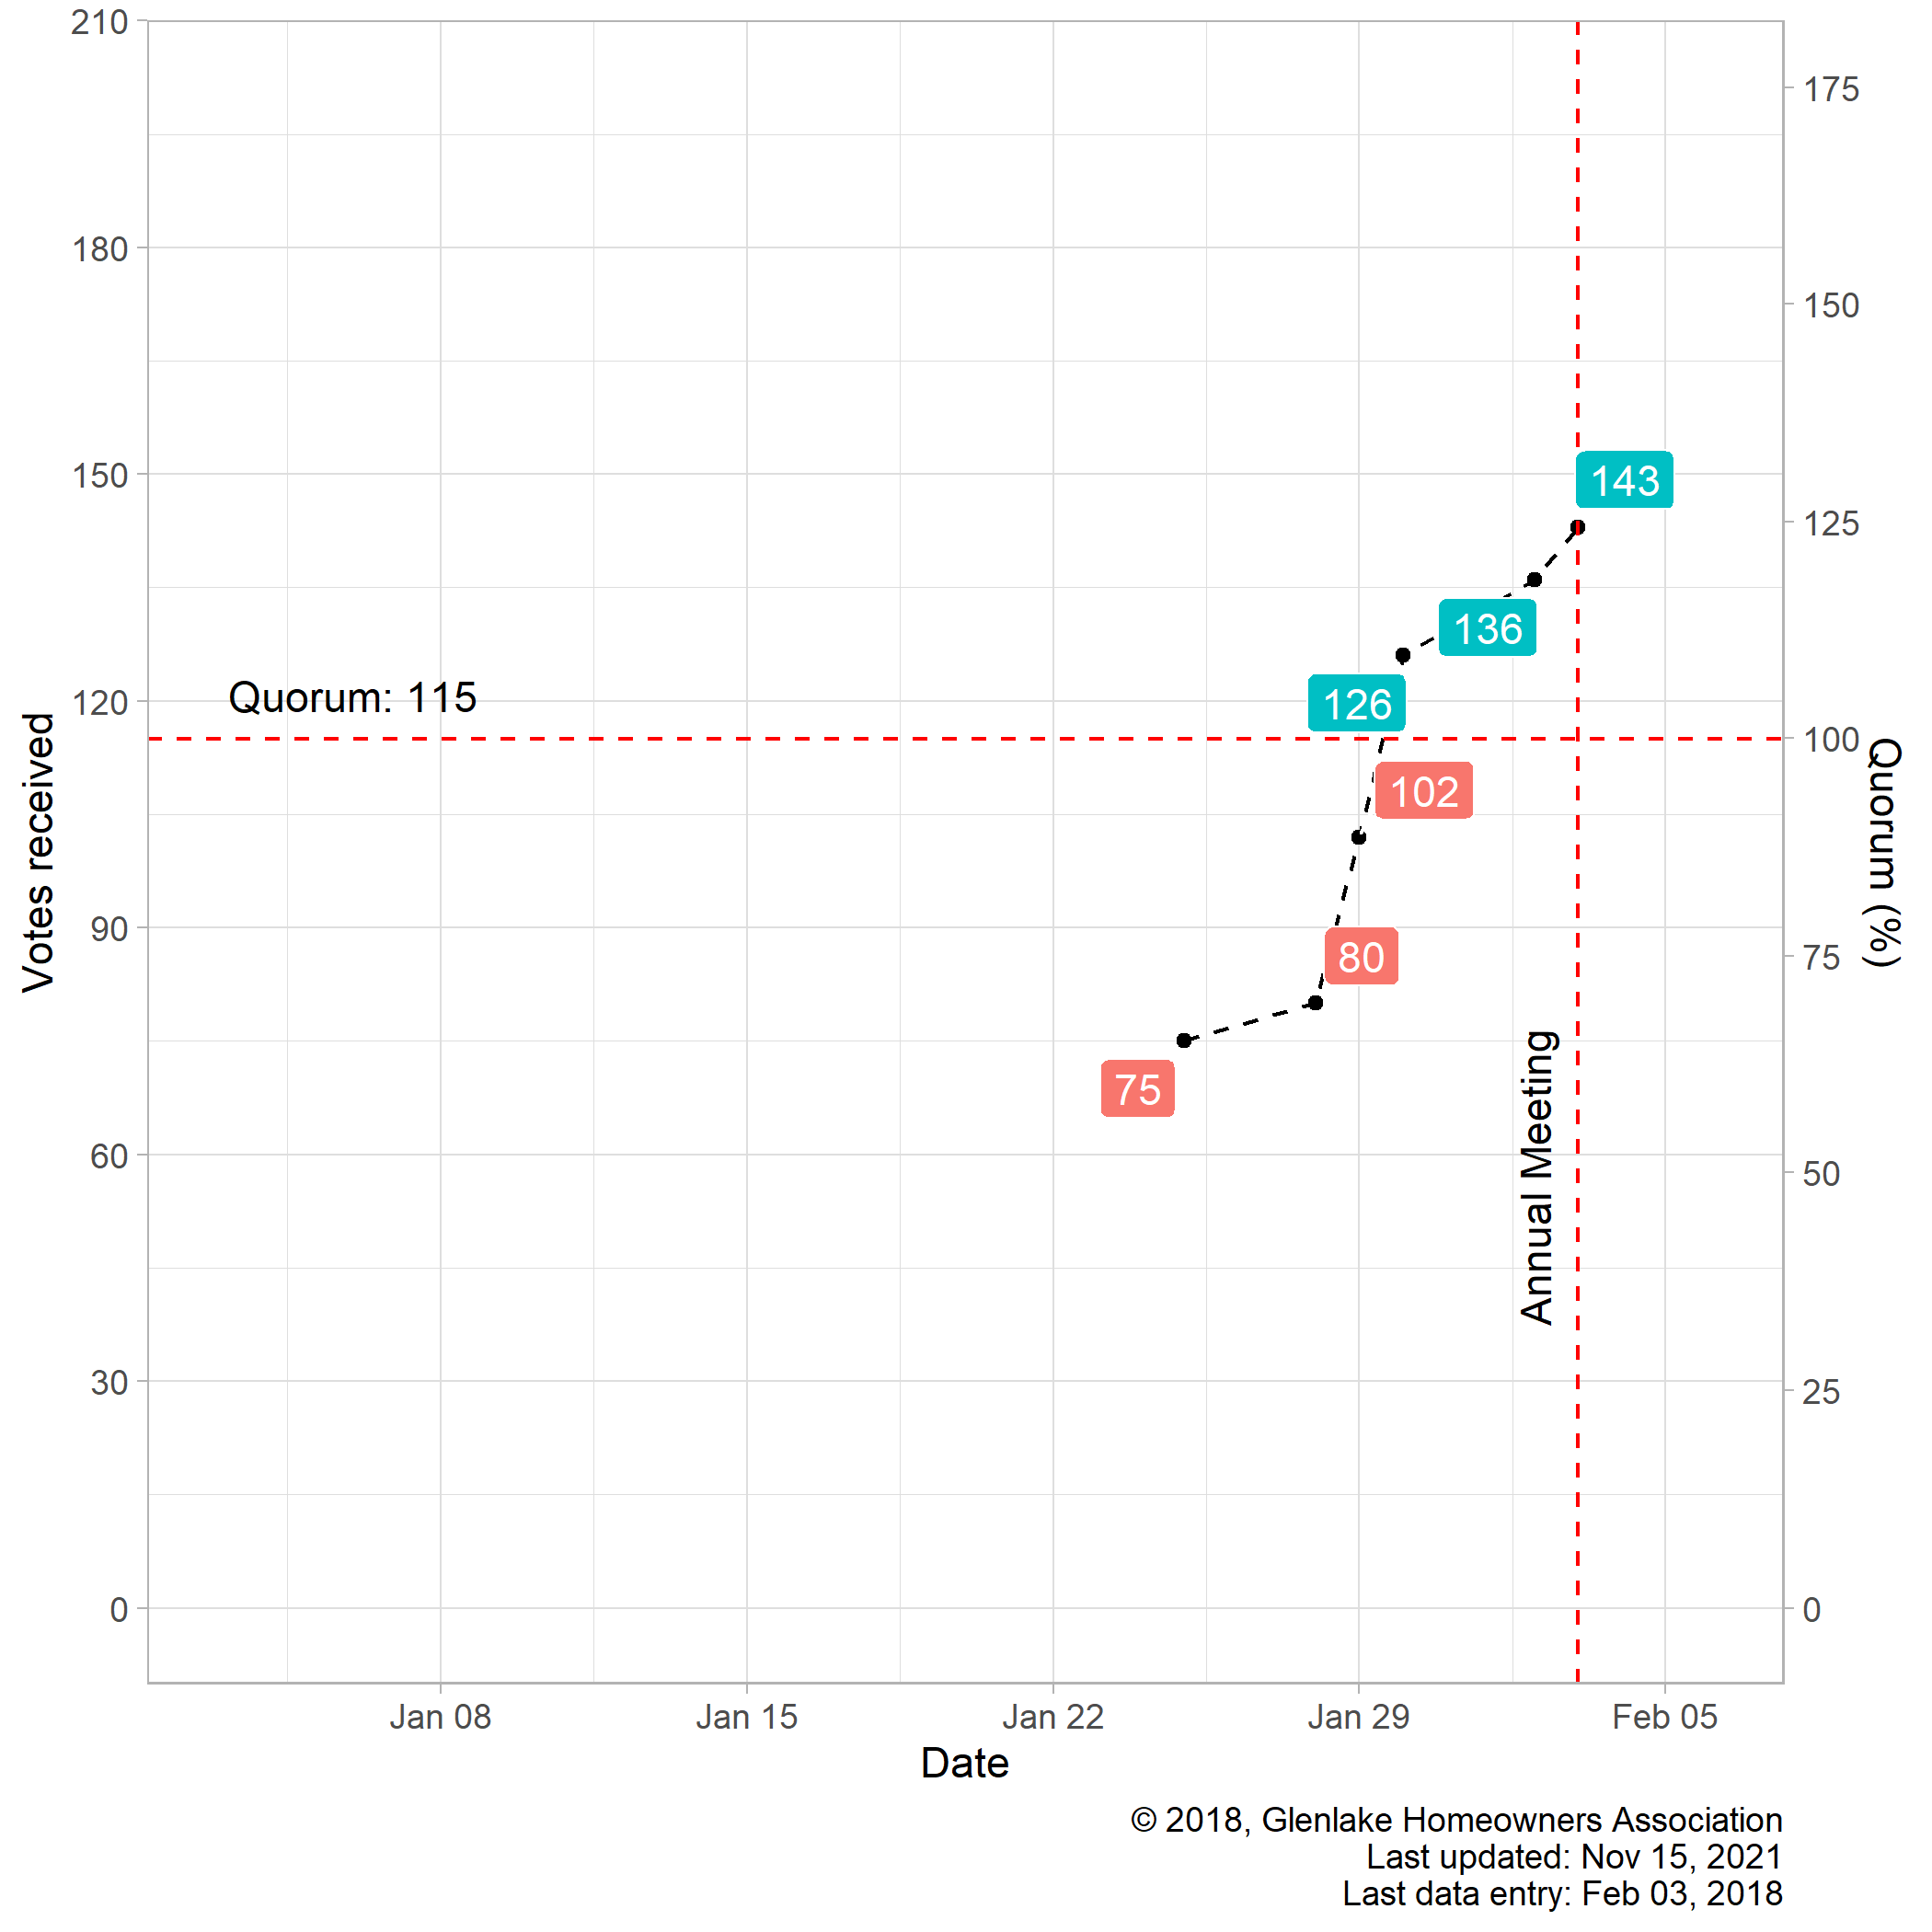 210
180
150
120
90
60
30
0
Votes received
175
150
125
100
75
50
25
0
Quorum (%)
Quorum: 115
143
136
126
102
80
75
Annual Meeting
Jan 08
Jan 15
Jan 22
Jan 29
Feb 05
Date
© 2018, Glenlake Homeowners Association
Last updated: Nov 15, 2021
Last data entry: Feb 03, 2018